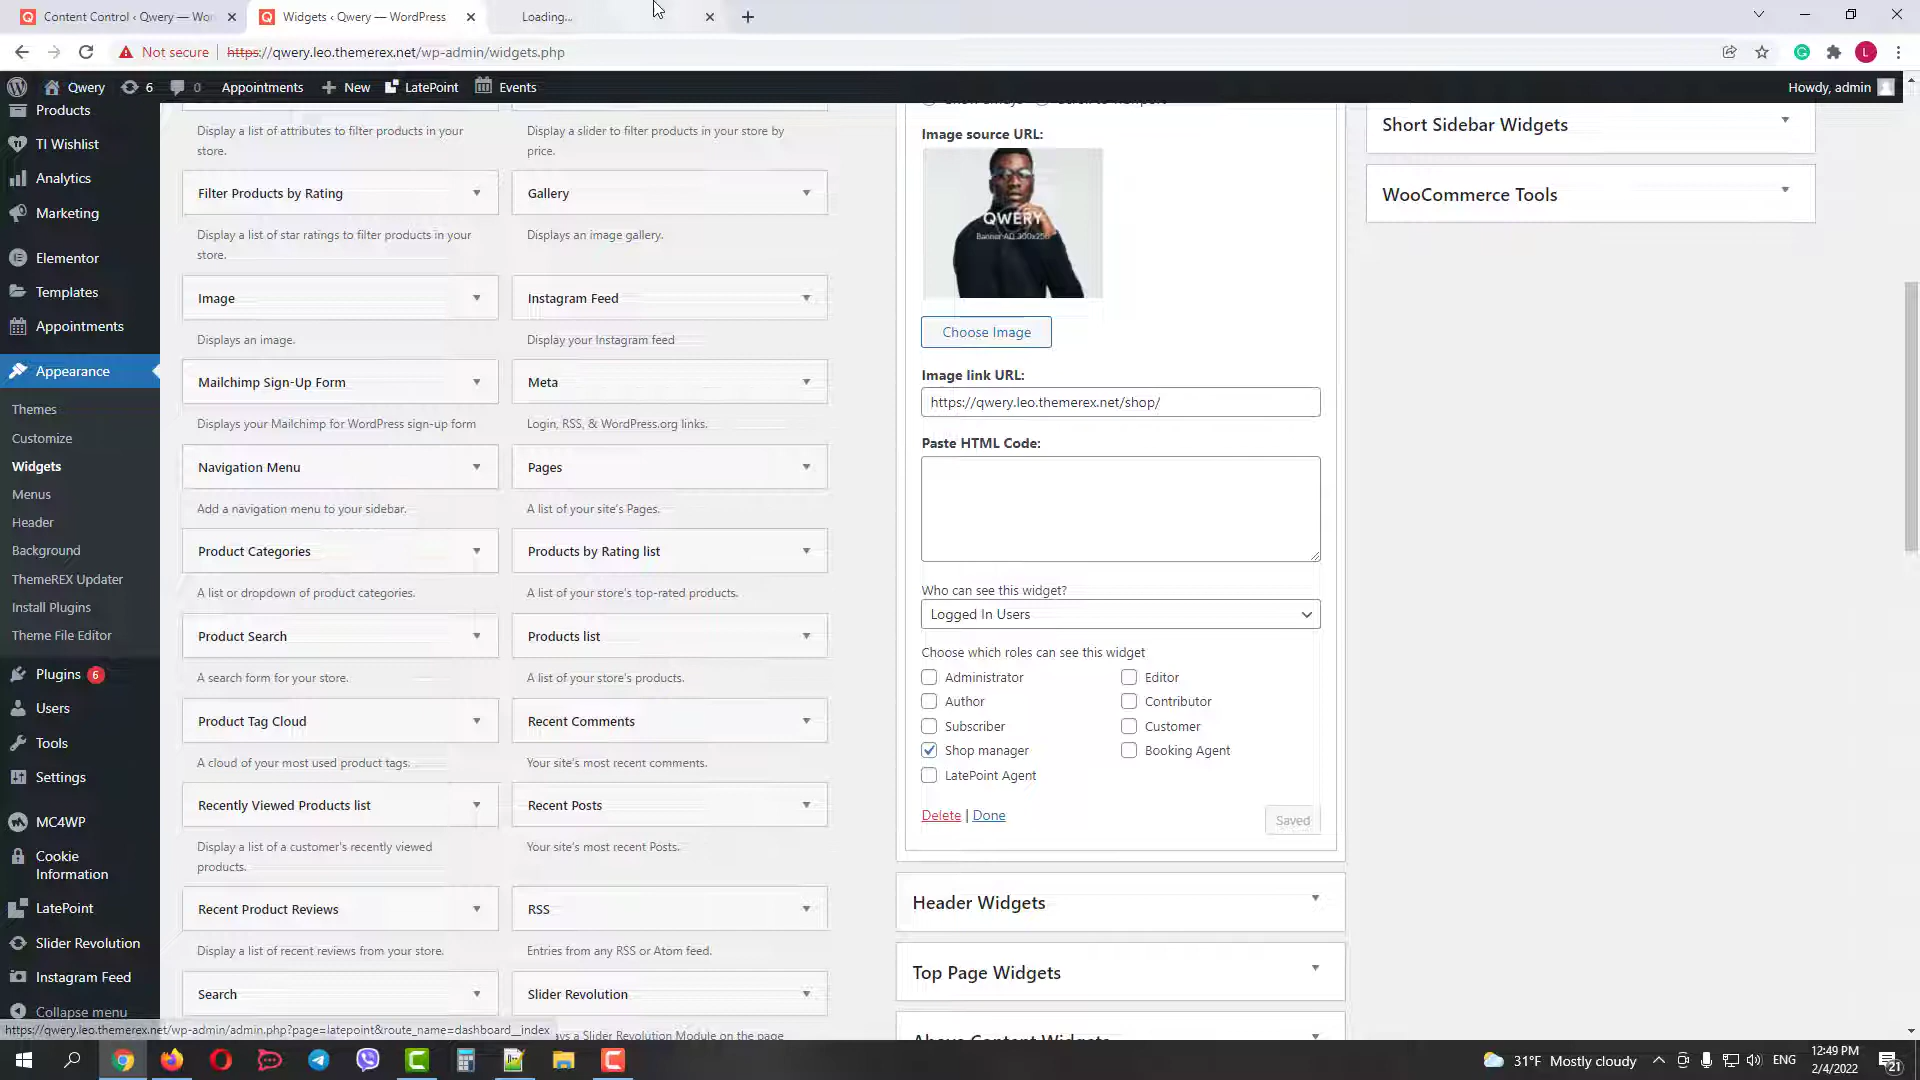 Content Control ‹ Qwery — Wor
Widgets ‹ Qwery — WordPress
Loading...
Not secure
https://qwery.leo.themerex.net/wp-admin/widgets.php
L
Qwery
6
0
Appointments
New
LatePoint
Events
Howdy, admin
Products
TI Wishlist
Analytics
Marketing
Elementor
Templates
Appointments
Appearance
Themes
Customize
Widgets
Menus
Header
Background
ThemeREX Updater
Install Plugins
Theme File Editor
Plugins 6
Users
Tools
Settings
MC4WP
Cookie
Information
LatePoint
Slider Revolution
Instagram Feed
Collapse menu
Display a list of attributes to filter products in your
store.
Filter Products by Rating
Display a list of star ratings to filter products in your
store.
Image
Displays an image.
Mailchimp Sign-Up Form
Displays your Mailchimp for WordPress sign-up form
Navigation Menu
Add a navigation menu to your sidebar.
Product Categories
A list or dropdown of product categories.
Product Search
A search form for your store.
Product Tag Cloud
A cloud of your most used product tags.
Recently Viewed Products list
Display a list of a customer's recently viewed
products.
Recent Product Reviews
Display a list of recent reviews from your store.
Search
Display a slider to filter products in your store by
price.
Gallery
Displays an image gallery.
Instagram Feed
Display your Instagram feed
Meta
Login, RSS, & WordPress.org links.
Pages
A list of your site's Pages.
Products by Rating list
A list of your store's top-rated products.
Products list
A list of your store's products.
Recent Comments
Your site's most recent comments.
Recent Posts
Your site's most recent Posts.
RSS
Entries from any RSS or Atom feed.
Slider Revolution
ays a Slider Revolution Module on the page
Image source URL:
QWERY
Banner AD 300x250
Choose Image
Image link URL:
https://qwery.leo.themerex.net/shop/
Paste HTML Code:
Who can see this widget?
Logged In Users
Choose which roles can see this widget
Administrator
Editor
Author
Contributor
Subscriber
Customer
Shop manager
Booking Agent
LatePoint Agent
Delete | Done
Saved
Header Widgets
Top Page Widgets
Short Sidebar Widgets
WooCommerce Tools
https://qwery.leo.themerex.net/wp-admin/admin.php?page=latepoint&route_name=dashboard__index
31°F Mostly cloudy
ENG
12:49 PM
2/4/2022
21